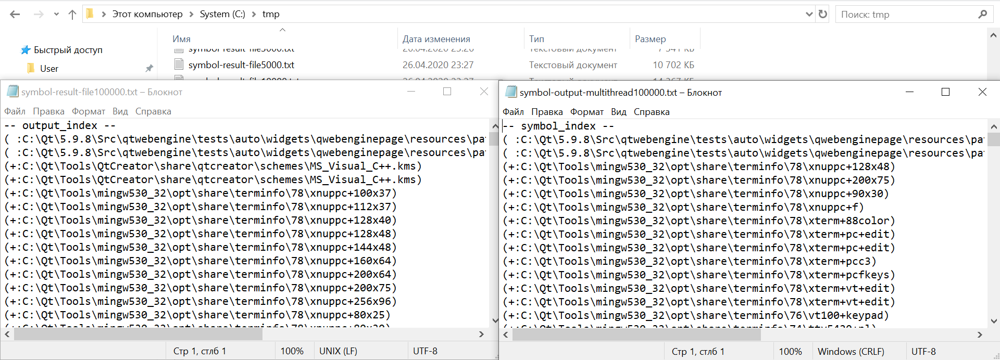 Этот компьютер System (C:) tmp
Поиск: tmp
Имя Дата изменения Тип Размер
Быстрый доступ
symbol-result-file5000.txt 26.04.2020 23:26 Текстовый документ
symbol-result-file5000.txt 26.04.2020 23:27 Текстовый документ 10 702 КБ
User
symbol-result-file100000.txt – Блокнот
Файл Правка Формат Вид Справка
-- output_index --
( :C:\Qt\5.9.8\Src\qtwebengine\tests\auto\widgets\qwebenginepage\resources\pa
( :C:\Qt\5.9.8\Src\qtwebengine\tests\auto\widgets\qwebenginepage\resources\pa
(+:C:\Qt\Tools\QtCreator\share\qtcreator\schemes\MS_Visual_C++.kms)
(+:C:\Qt\Tools\QtCreator\share\qtcreator\schemes\MS_Visual_C++.kms)
(+:C:\Qt\Tools\mingw530_32\opt\share\terminfo\78\xnuppc+100x37)
(+:C:\Qt\Tools\mingw530_32\opt\share\terminfo\78\xnuppc+112x37)
(+:C:\Qt\Tools\mingw530_32\opt\share\terminfo\78\xnuppc+128x40)
(+:C:\Qt\Tools\mingw530_32\opt\share\terminfo\78\xnuppc+128x48)
(+:C:\Qt\Tools\mingw530_32\opt\share\terminfo\78\xnuppc+144x48)
(+:C:\Qt\Tools\mingw530_32\opt\share\terminfo\78\xnuppc+160x64)
(+:C:\Qt\Tools\mingw530_32\opt\share\terminfo\78\xnuppc+200x64)
(+:C:\Qt\Tools\mingw530_32\opt\share\terminfo\78\xnuppc+200x75)
(+:C:\Qt\Tools\mingw530_32\opt\share\terminfo\78\xnuppc+256x96)
(+:C:\Qt\Tools\mingw530_32\opt\share\terminfo\78\xnuppc+80x25)
Стр 1, стлб 1 100% UNIX (LF) UTF-8
symbol-output-multithread100000.txt – Блокнот
Файл Правка Формат Вид Справка
-- symbol_index --
( :C:\Qt\5.9.8\Src\qtwebengine\tests\auto\widgets\qwebenginepage\resources\pa
( :C:\Qt\5.9.8\Src\qtwebengine\tests\auto\widgets\qwebenginepage\resources\pa
(+:C:\Qt\Tools\mingw530_32\opt\share\terminfo\78\xnuppc+128x48)
(+:C:\Qt\Tools\mingw530_32\opt\share\terminfo\78\xnuppc+200x75)
(+:C:\Qt\Tools\mingw530_32\opt\share\terminfo\78\xnuppc+90x30)
(+:C:\Qt\Tools\mingw530_32\opt\share\terminfo\78\xnuppc+f)
(+:C:\Qt\Tools\mingw530_32\opt\share\terminfo\78\xterm+88color)
(+:C:\Qt\Tools\mingw530_32\opt\share\terminfo\78\xterm+pc+edit)
(+:C:\Qt\Tools\mingw530_32\opt\share\terminfo\78\xterm+pc+edit)
(+:C:\Qt\Tools\mingw530_32\opt\share\terminfo\78\xterm+pcc3)
(+:C:\Qt\Tools\mingw530_32\opt\share\terminfo\78\xterm+pcfkeys)
(+:C:\Qt\Tools\mingw530_32\opt\share\terminfo\78\xterm+vt+edit)
(+:C:\Qt\Tools\mingw530_32\opt\share\terminfo\78\xterm+vt+edit)
(+:C:\Qt\Tools\mingw530_32\opt\share\terminfo\76\vt100+keypad)
Стр 1, стлб 1 100% Windows (CRLF) UTF-8